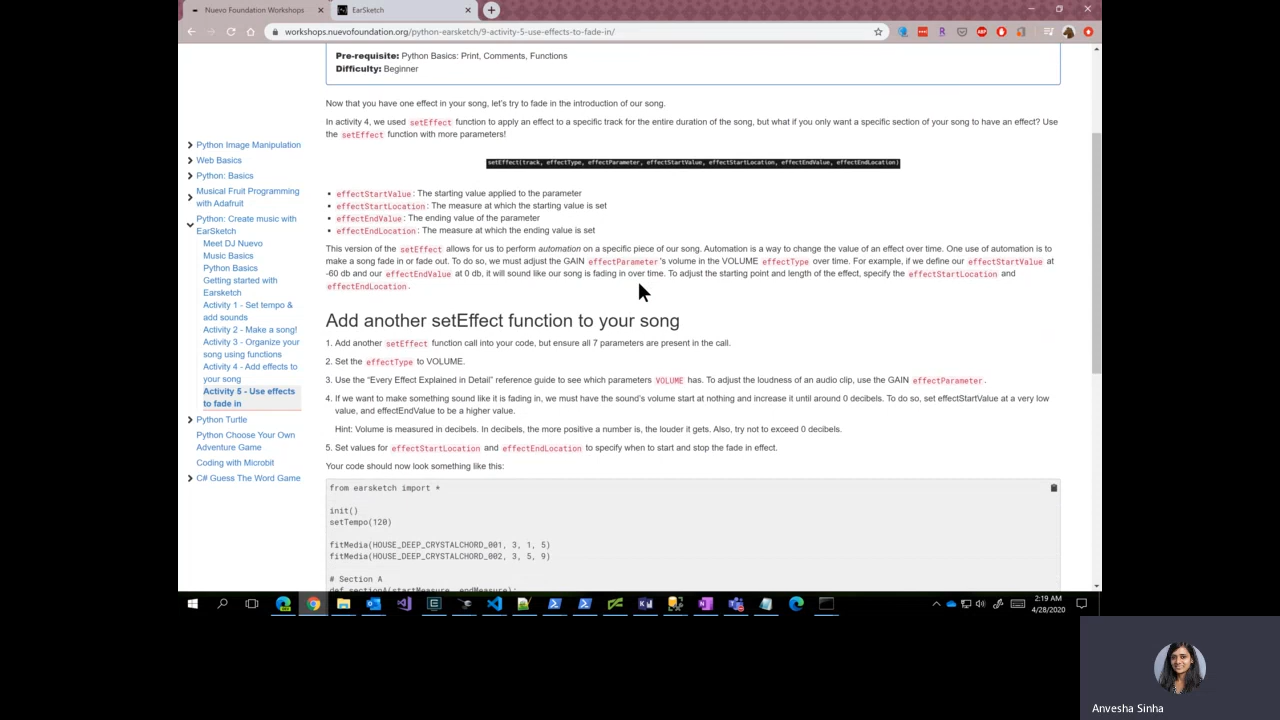 Nuevo Foundation Workshops
EarSketch
workshops.nuevofoundation.org/python-earsketch/9-activity-5-use-effects-to-fade-in/
Pre-requisite: Python Basics: Print, Comments, Functions
Difficulty: Beginner
Python Image Manipulation
Web Basics
Python: Basics
Musical Fruit Programming
with Adafruit
Python: Create music with
EarSketch
Meet DJ Nuevo
Music Basics
Python Basics
Getting started with
Earsketch
Activity 1 - Set tempo &
add sounds
Activity 2 - Make a song!
Activity 3 - Organize your
song using functions
Activity 4 - Add effects to
your song
Activity 5 - Use effects
to fade in
Python Turtle
Python Choose Your Own
Adventure Game
Coding with Microbit
C# Guess The Word Game
Now that you have one effect in your song, let's try to fade in the introduction of our song.
In activity 4, we used setEffect function to apply an effect to a specific track for the entire duration of the song, but what if you only want a specific section of your song to have an effect? Use
the setEffect function with more parameters!
setEffect(track, effectType, effectParameter, effectStartValue, effectStartLocation, effectEndValue, effectEndLocation)
• effectStartValue: The starting value applied to the parameter
• effectStartLocation: The measure at which the starting value is set
• effectEndValue: The ending value of the parameter
• effectEndLocation: The measure at which the ending value is set
This version of the setEffect allows for us to perform automation on a specific piece of our song. Automation is a way to change the value of an effect over time. One use of automation is to
make a song fade in or fade out. To do so, we must adjust the GAIN effectParameter's volume in the VOLUME effectType over time. For example, if we define our effectStartValue at
-60 db and our effectEndValue at 0 db, it will sound like our song is fading in over time. To adjust the starting point and length of the effect, specify the effectStartLocation and
effectEndLocation.
Add another setEffect function to your song
1. Add another setEffect function call into your code, but ensure all 7 parameters are present in the call.
2. Set the effectType to VOLUME.
3. Use the "Every Effect Explained in Detail" reference guide to see which parameters VOLUME has. To adjust the loudness of an audio clip, use the GAIN effectParameter.
4. If we want to make something sound like it is fading in, we must have the sound's volume start at nothing and increase it until around 0 decibels. To do so, set effectStartValue at a very low
value, and effectEndValue to be a higher value.
Hint: Volume is measured in decibels. In decibels, the more positive a number is, the louder it gets. Also, try not to exceed 0 decibels.
5. Set values for effectStartLocation and effectEndLocation to specify when to start and stop the fade in effect.
Your code should now look something like this:
from earsketch import *
init()
setTempo(120)
fitMedia(HOUSE_DEEP_CRYSTALCHORD_001, 3, 1, 5)
fitMedia(HOUSE_DEEP_CRYSTALCHORD_002, 3, 5, 9)
# Section A
def sectionA(startMeasure, endMeasure):
2:19 AM
4/28/2020
Anvesha Sinha